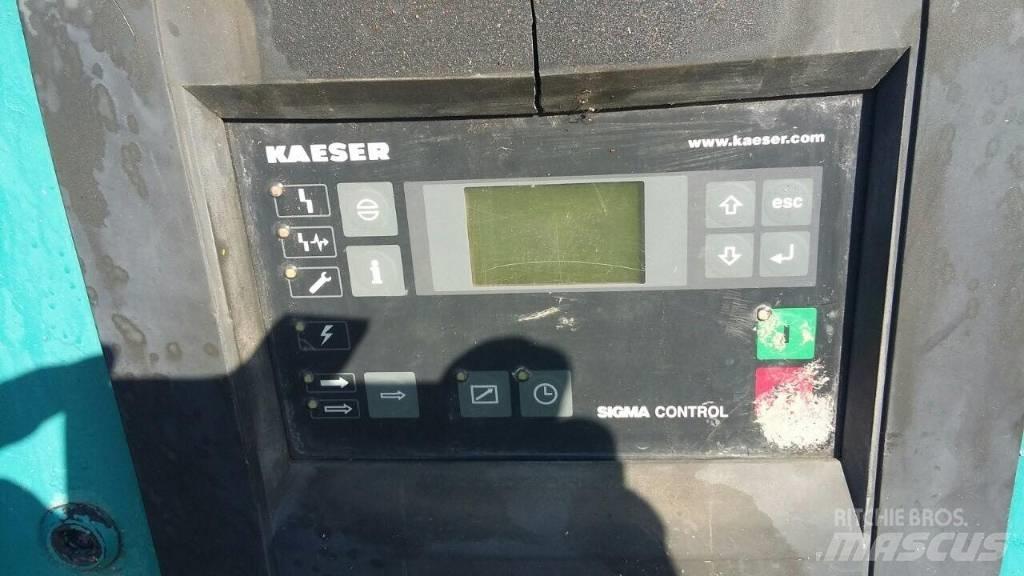 KAESER
www.kaeser.com
esc
i
I
SIGMA CONTROL
RITCHIE BROS.
MASCUS